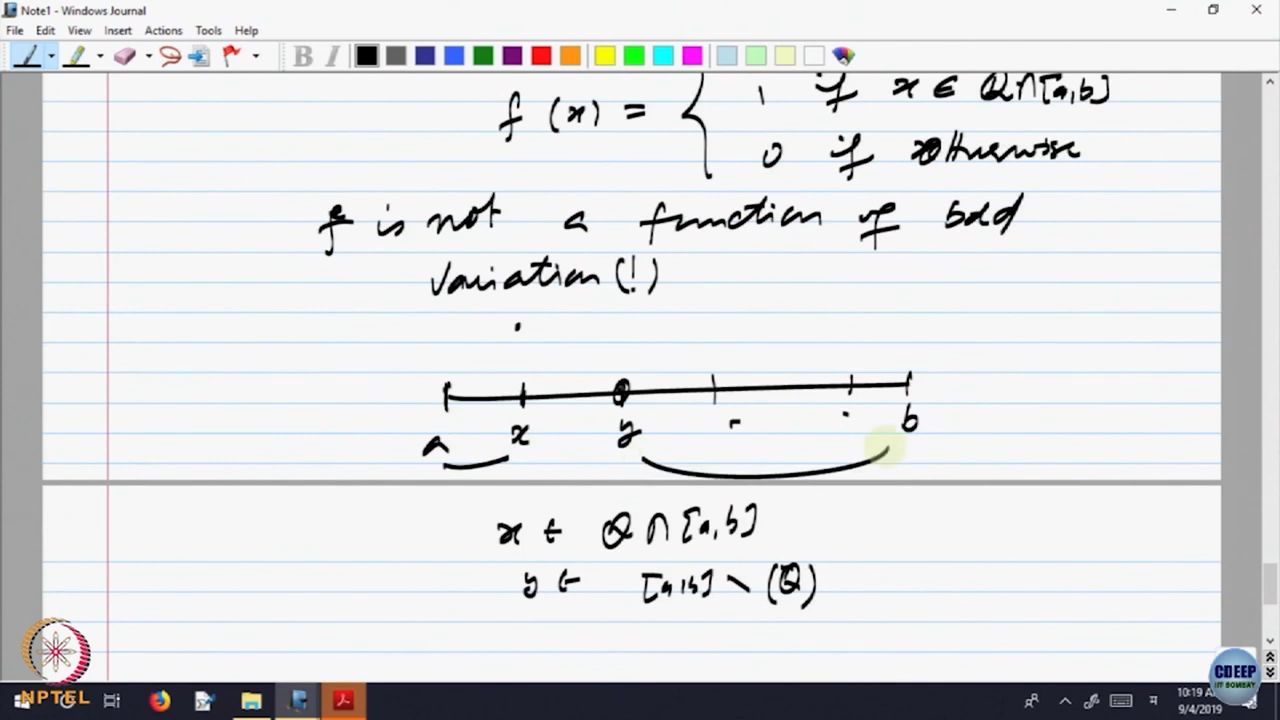 Note1 - Windows Journal
File Edit View Insert Actions Tools Help
B I
f (x) = { 1 if x ∈ Q ∩ [a,b]
0 if otherwise
f is not a function of bdd
variation (!)
a x y b
x ∈ Q ∩ [a,b]
y ∈ [a,b] \ (Q)
NPTEL
CDEEP
IIT BOMBAY
10:19 A
9/4/2019